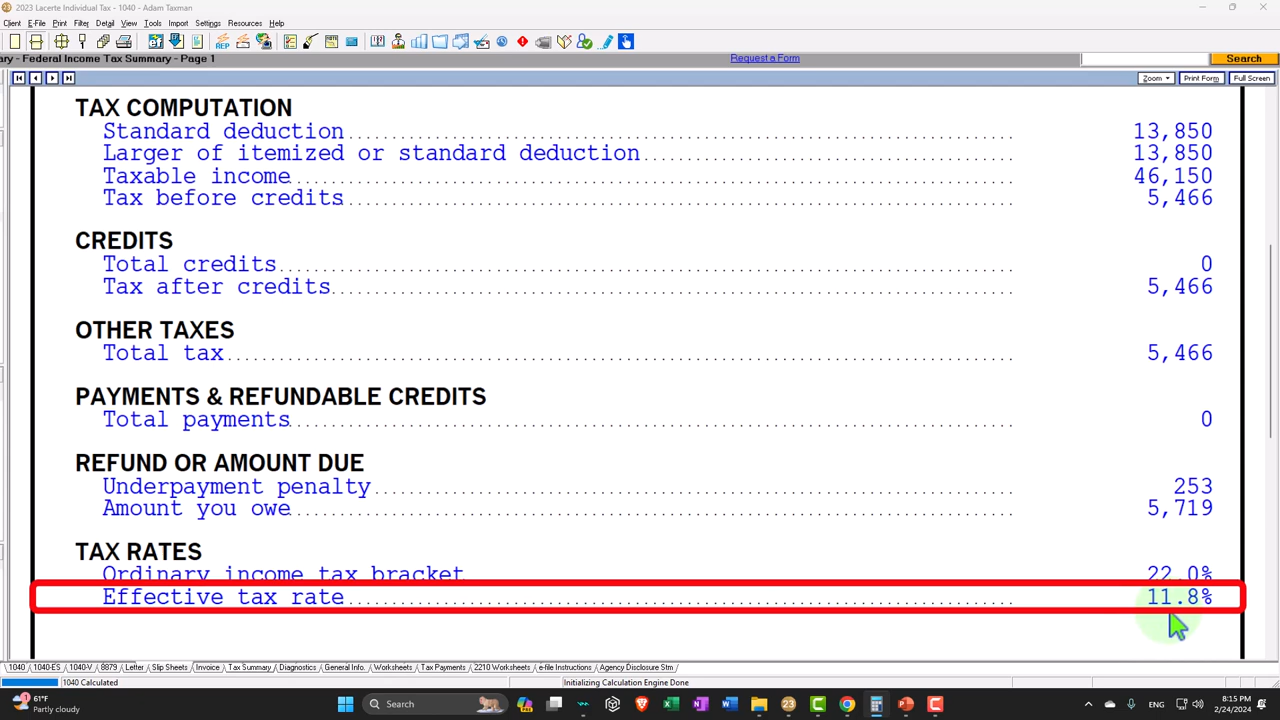 2023 Lacerte Individual Tax - 1040 - Adam Taxman
Client E-File Print Filter Detail View Tools Import Settings Resources Help
REP
ry - Federal Income Tax Summary - Page 1
Request a Form
Search
Zoom Print Form Full Screen
TAX COMPUTATION
Standard deduction 13,850
Larger of itemized or standard deduction 13,850
Taxable income 46,150
Tax before credits 5,466
CREDITS
Total credits 0
Tax after credits 5,466
OTHER TAXES
Total tax 5,466
PAYMENTS & REFUNDABLE CREDITS
Total payments 0
REFUND OR AMOUNT DUE
Underpayment penalty 253
Amount you owe 5,719
TAX RATES
Ordinary income tax bracket 22.0%
Effective tax rate 11.8%
1040 1040-ES 1040-V 8879 Letter Slip Sheets Invoice Tax Summary Diagnostics General Info. Worksheets Tax Payments 2210 Worksheets e-file Instructions Agency Disclosure Stm
1040 Calculated
Initializing Calculation Engine Done
61°F
Partly cloudy
Search
ENG
8:15 PM
2/24/2024